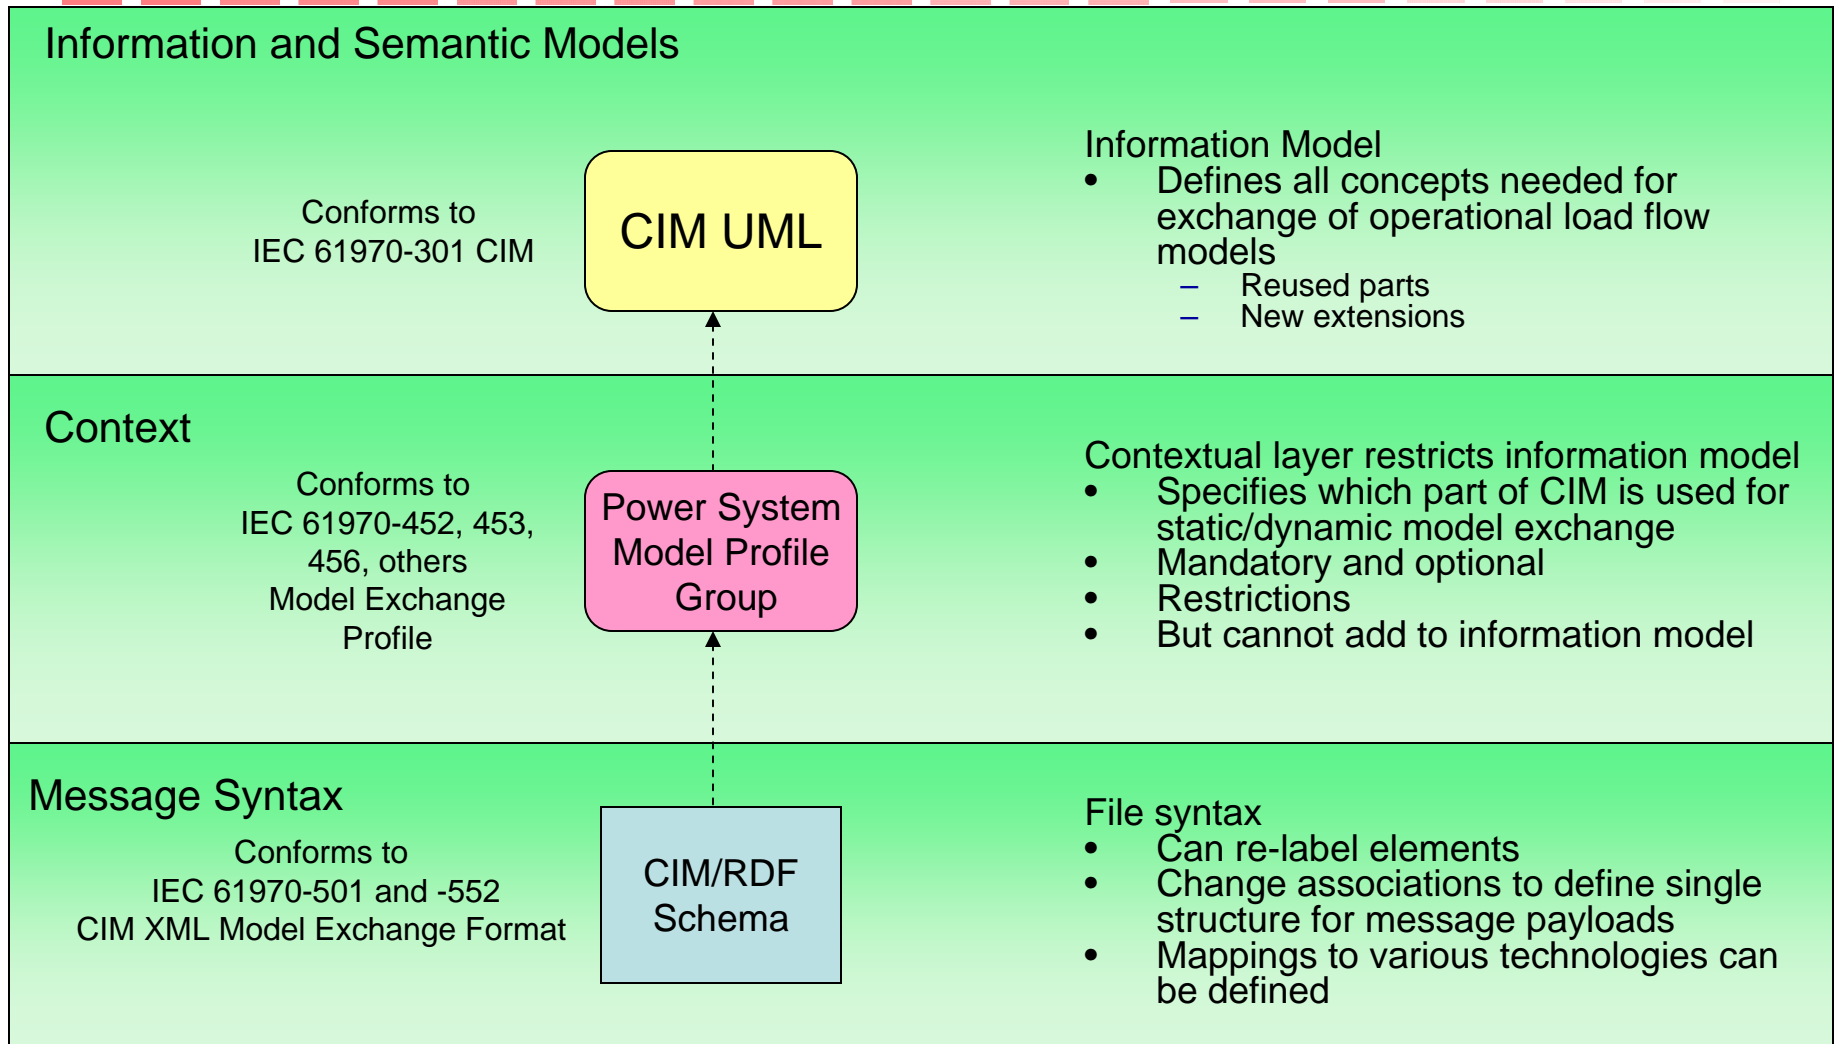 Information and Semantic Models
Conforms to
IEC 61970-301 CIM
CIM UML
Information Model
• Defines all concepts needed for
exchange of operational load flow
models
– Reused parts
– New extensions
Context
Conforms to
IEC 61970-452, 453,
456, others
Model Exchange
Profile
Power System
Model Profile
Group
Contextual layer restricts information model
• Specifies which part of CIM is used for
static/dynamic model exchange
• Mandatory and optional
• Restrictions
• But cannot add to information model
Message Syntax
Conforms to
IEC 61970-501 and -552
CIM XML Model Exchange Format
CIM/RDF
Schema
File syntax
• Can re-label elements
• Change associations to define single
structure for message payloads
• Mappings to various technologies can
be defined